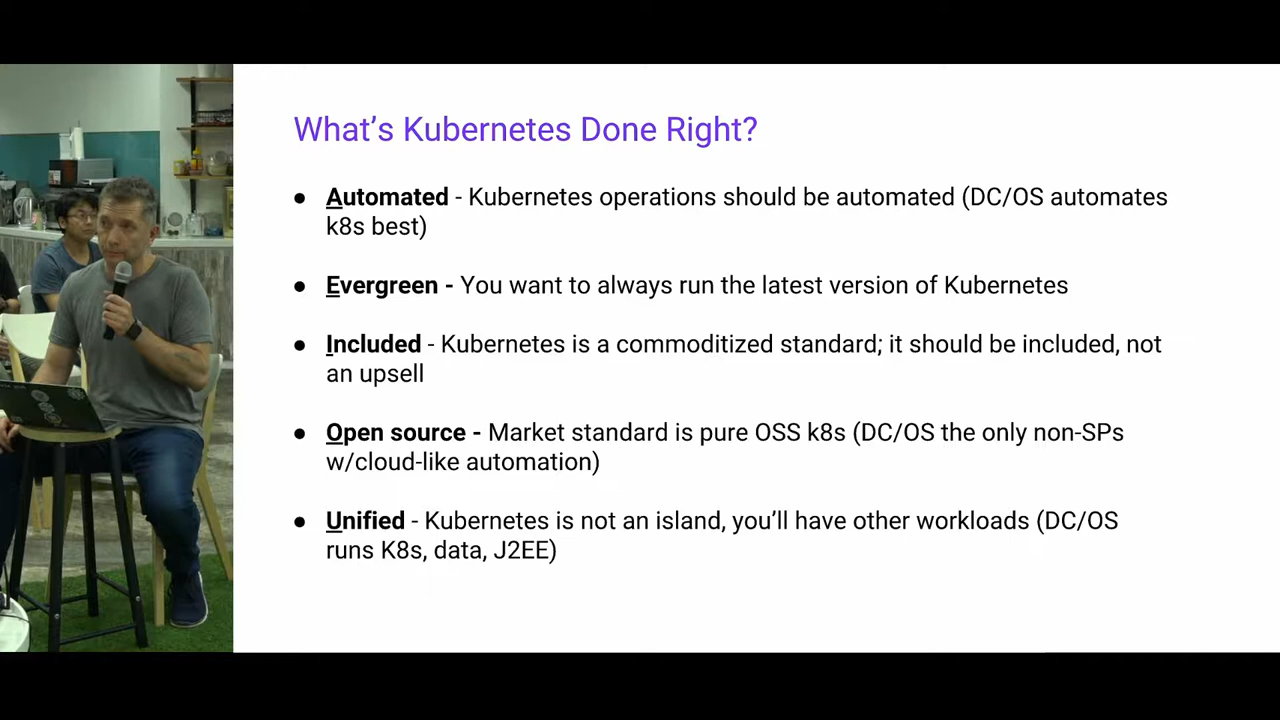 What’s Kubernetes Done Right?
● Automated - Kubernetes operations should be automated (DC/OS automates
k8s best)
● Evergreen - You want to always run the latest version of Kubernetes
● Included - Kubernetes is a commoditized standard; it should be included, not
an upsell
● Open source - Market standard is pure OSS k8s (DC/OS the only non-SPs
w/cloud-like automation)
● Unified - Kubernetes is not an island, you’ll have other workloads (DC/OS
runs K8s, data, J2EE)